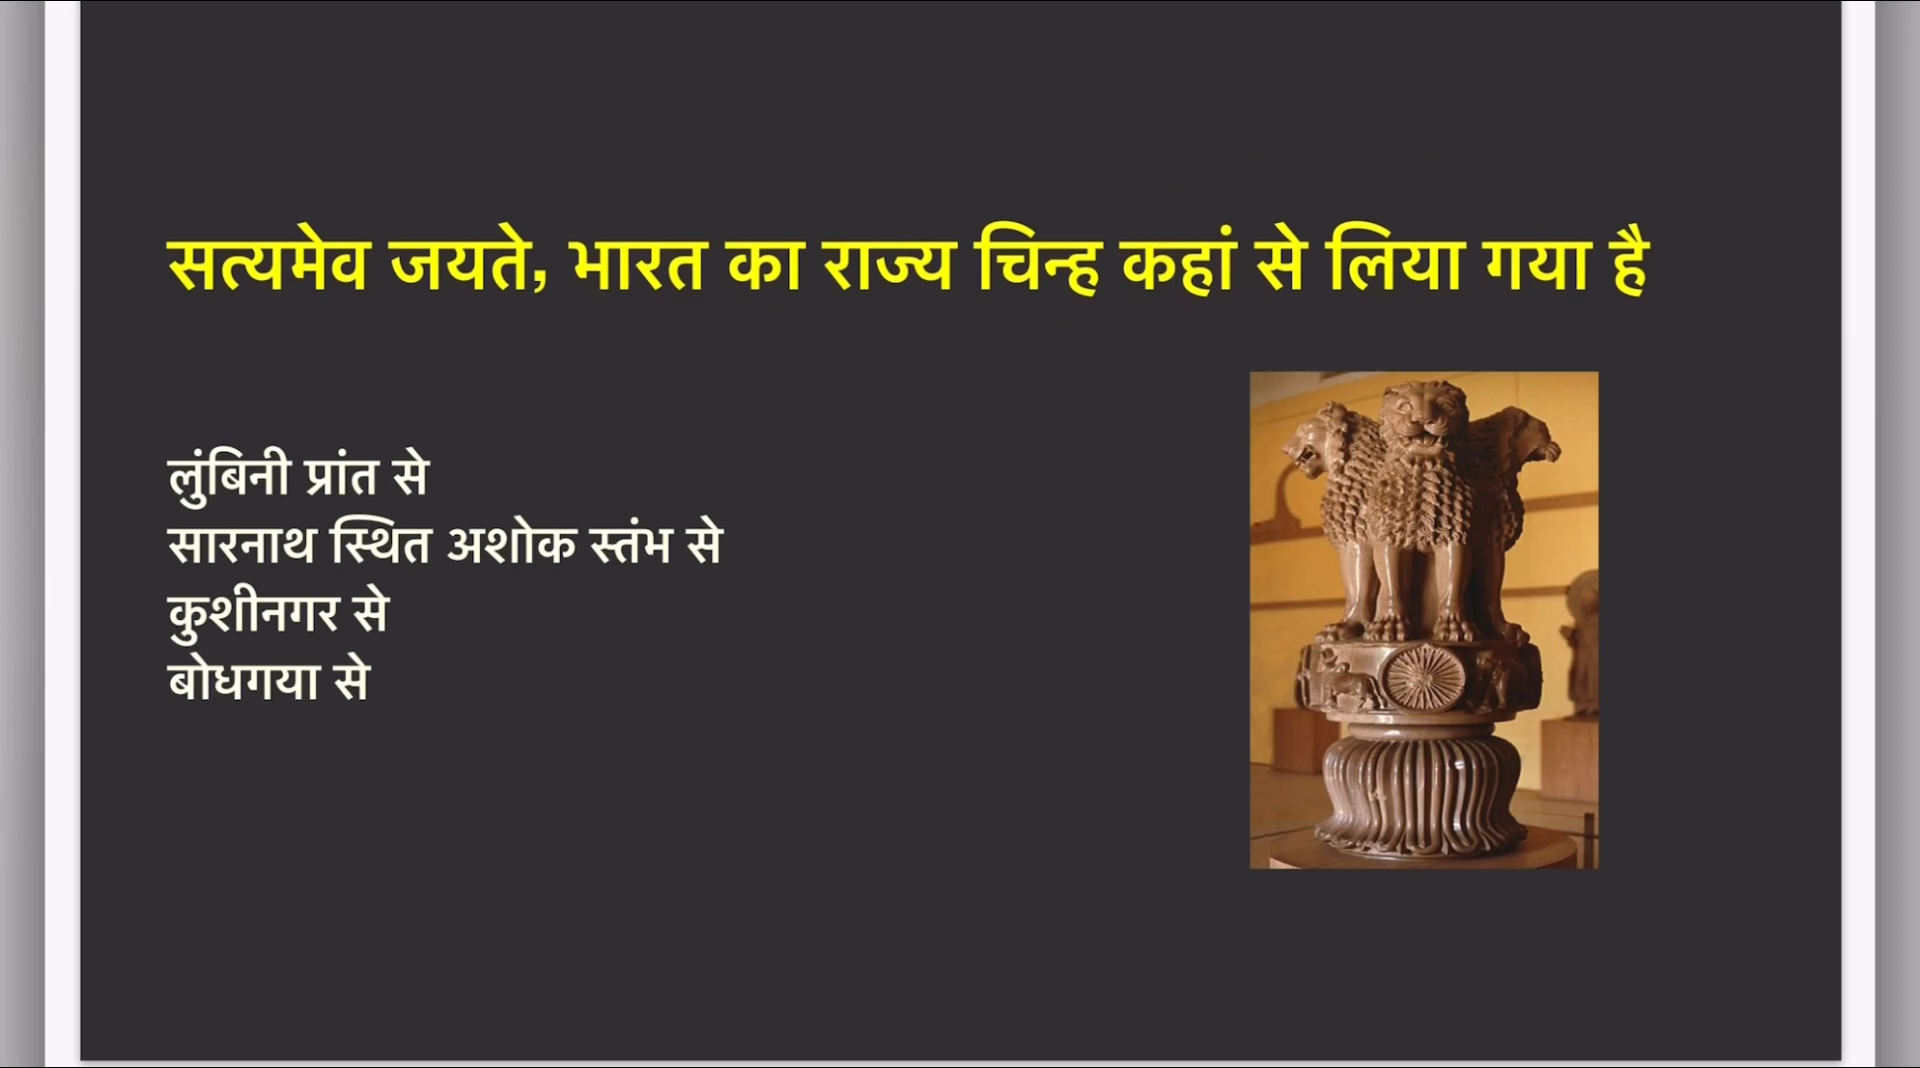 सत्यमेव जयते, भारत का राज्य चिन्ह कहां से लिया गया है
लुंबिनी प्रांत से
सारनाथ स्थित अशोक स्तंभ से
कुशीनगर से
बोधगया से